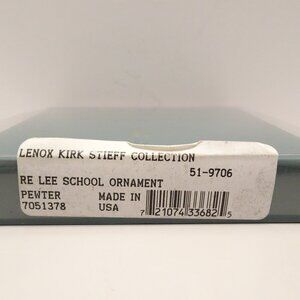 LENOX KIRK STIEFF COLLECTION
51-9706
RE LEE SCHOOL ORNAMENT
PEWTER MADE IN
7051378 USA
7 21074 33682 5